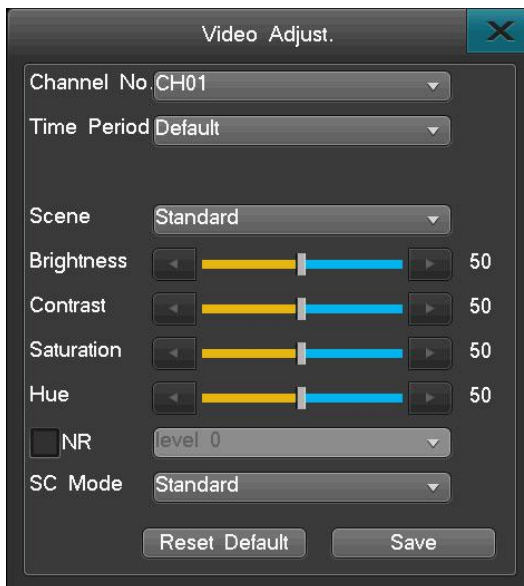 Video Adjust.
Channel No. CH01
Time Period Default
Scene Standard
Brightness 50
Contrast 50
Saturation 50
Hue 50
NR level 0
SC Mode Standard
Reset Default Save